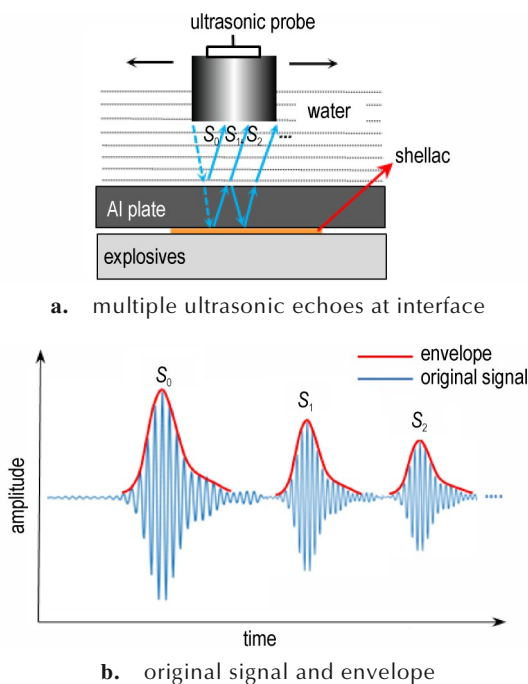 ultrasonic probe
water
S0 S1 S2 ...
shellac
Al plate
explosives
a. multiple ultrasonic echoes at interface
envelope
original signal
S0
S1
S2
....
amplitude
time
b. original signal and envelope